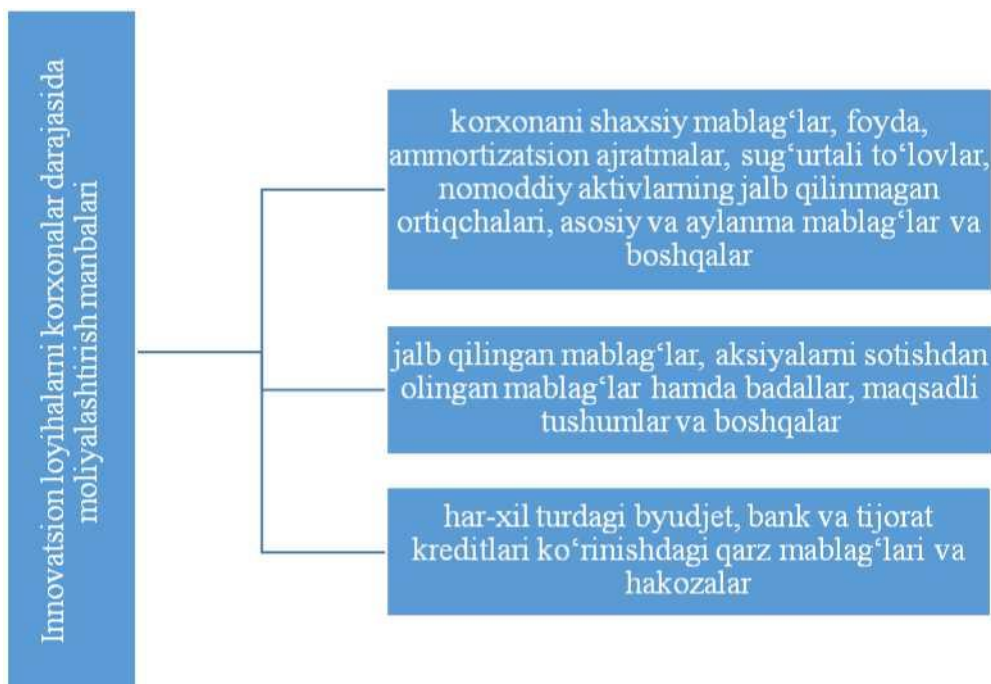 Innovatsion loyihalarni korxonalar darajasida
moliyalashtirish manbalari
korxonani shaxsiy mablag‘lar, foyda,
ammortizatsion ajratmalar, sug‘urtali to‘lovlar,
nomoddiy aktivlarning jalb qilinmagan
ortiqchalari, asosiy va aylanma mablag‘lar va
boshqalar
jalb qilingan mablag‘lar, aksiyalarni sotishdan
olingan mablag‘lar hamda badallar, maqsadli
tushumlar va boshqalar
har-xil turdagi byudjet, bank va tijorat
kreditlari ko‘rinishdagi qarz mablag‘lari va
hakozalar